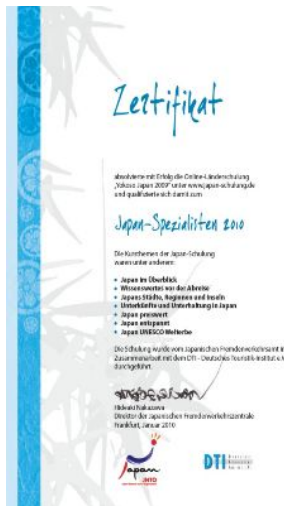 Zertifikat
absolvierte mit Erfolg die Online-Länderschulung
„Yokoso Japan 2009" unter www.japan-schulung.de
und qualifizierte sich damit zum
Japan-Spezialisten 2010
Die Kursthemen der Japan-Schulung
waren unter anderem:
Japan im Überblick
Wissenswertes vor der Abreise
Japans Städte, Regionen und Inseln
Unterkünfte und Unterhaltung in Japan
Japan preiswert
Japan entspannt
Japan UNESCO Welterbe
Die Schulung wurde vom Japanischen Fremdenverkehrsamt in
Zusammenarbeit mit dem DTI - Deutsches Touristik-Institut e.V.
durchgeführt.
Hideaki Nakazawa
Direktor der Japanischen Fremdenverkehrszentrale
Frankfurt, Januar 2010
Japan
JNTO
DTI